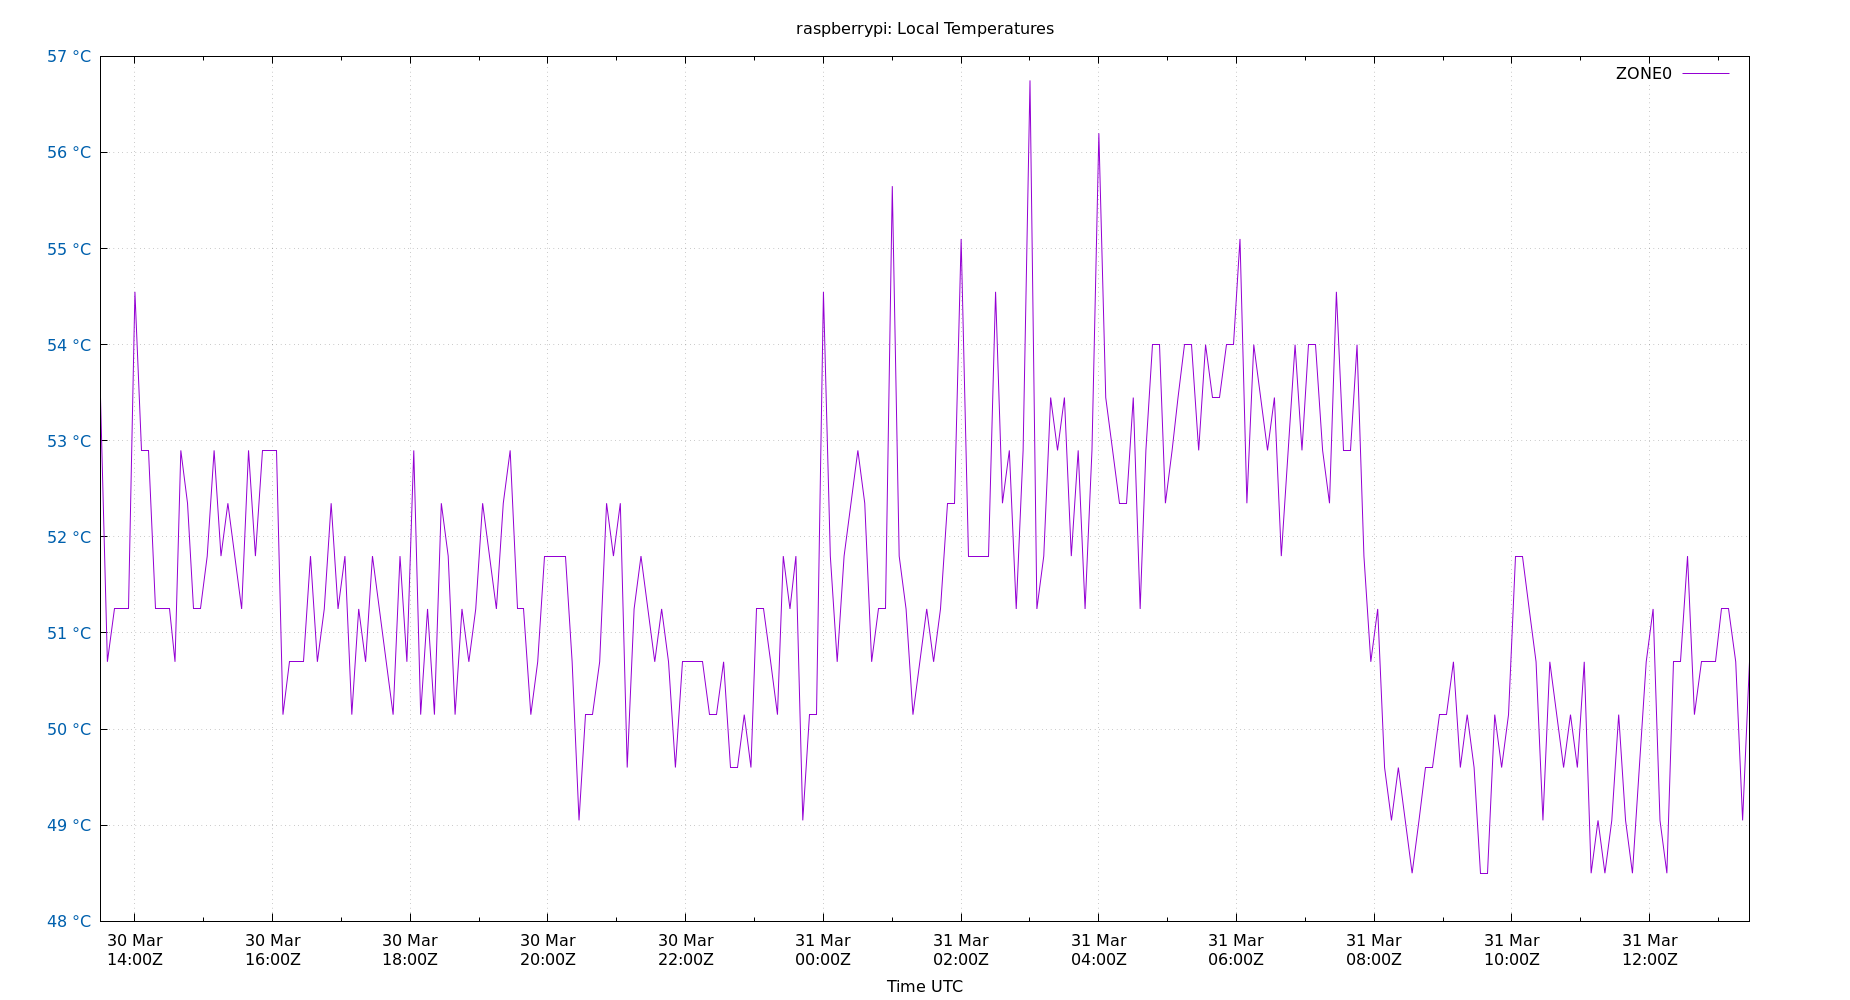 raspberrypi: Local Temperatures
57 °C
ZONE0
56 °C
55 °C
54 °C
53 °C
52 °C
51 °C
50 °C
49 °C
48 °C
30 Mar 30 Mar 30 Mar 30 Mar 30 Mar 31 Mar 31 Mar 31 Mar 31 Mar 31 Mar 31 Mar 31 Mar
14:00Z 16:00Z 18:00Z 20:00Z 22:00Z 00:00Z 02:00Z 04:00Z 06:00Z 08:00Z 10:00Z 12:00Z
Time UTC